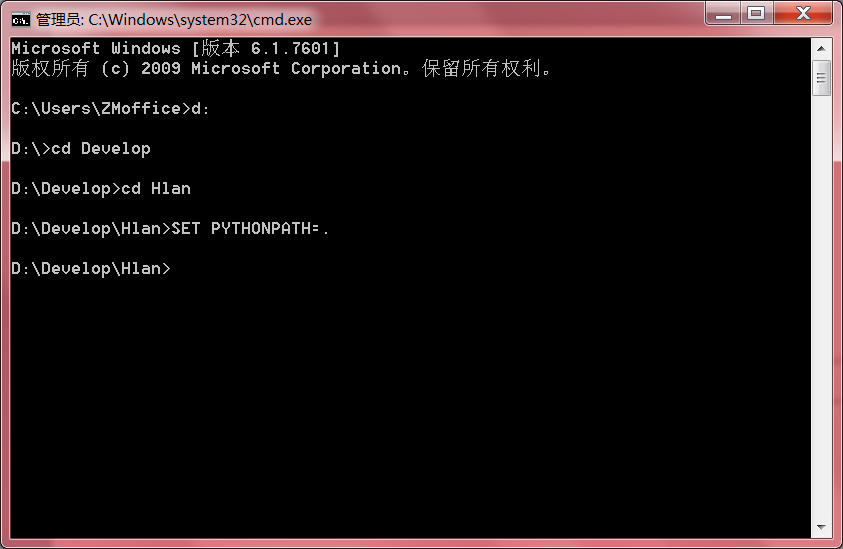 管理员: C:\Windows\system32\cmd.exe
Microsoft Windows [版本 6.1.7601]
版权所有 (c) 2009 Microsoft Corporation。保留所有权利。
C:\Users\ZMoffice>d:
D:\>cd Develop
D:\Develop>cd Hlan
D:\Develop\Hlan>SET PYTHONPATH=.
D:\Develop\Hlan>